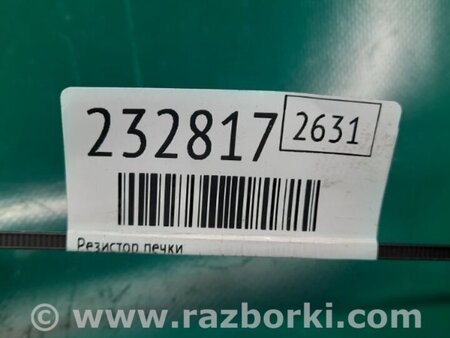 232817 2631
Резистор печки
© www.razborki.com